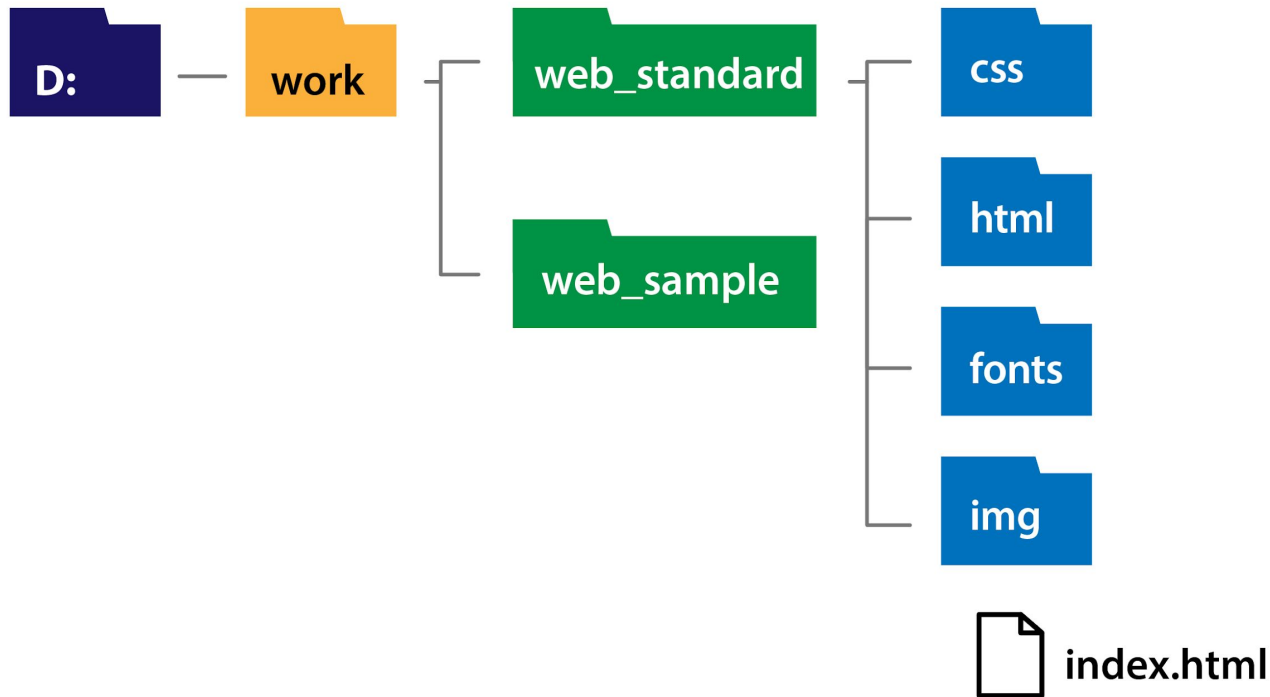 D:
work
web_standard
web_sample
css
html
fonts
img
index.html